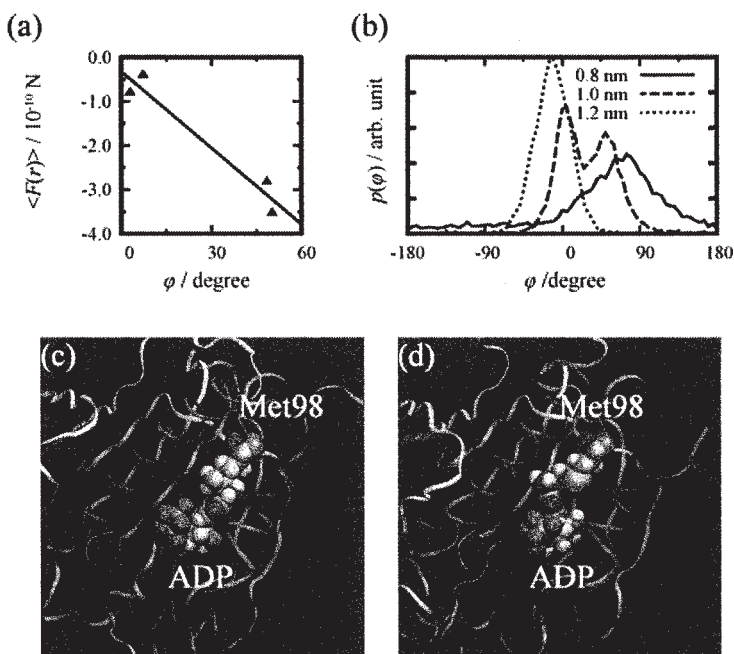 (a)
<F(r)> / 10⁻¹⁰ N
0.0
-1.0
-2.0
-3.0
-4.0
0 30 60
φ / degree
(b)
p(φ) / arb. unit
0.8 nm
1.0 nm
1.2 nm
-180 -90 0 90 180
φ /degree
(c)
Met98
ADP
(d)
Met98
ADP